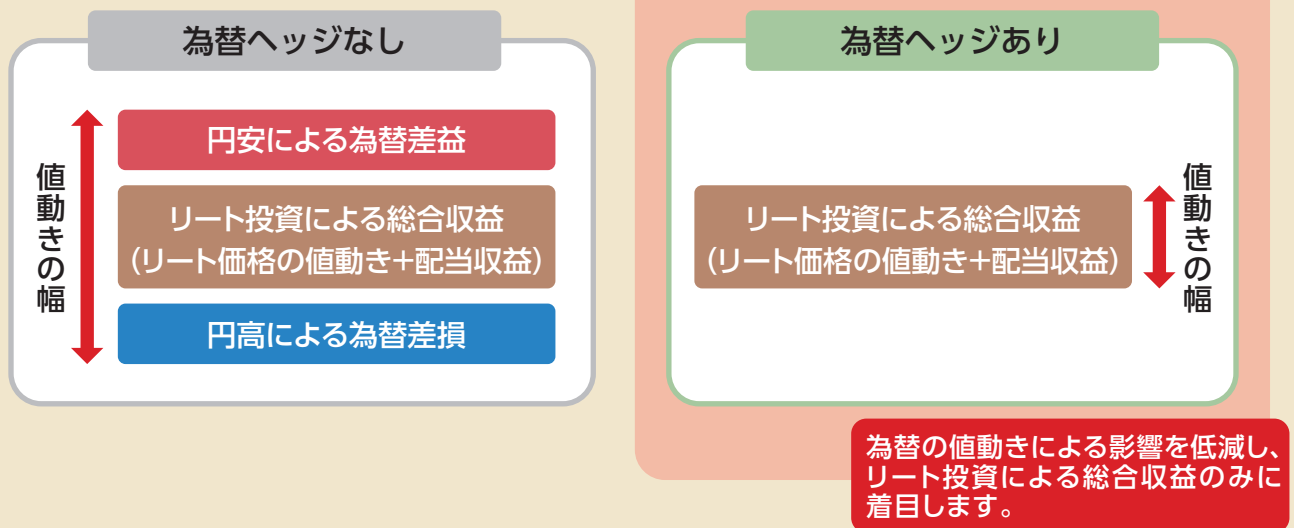 為替ヘッジなし
値動きの幅
円安による為替差益
リート投資による総合収益
（リート価格の値動き＋配当収益）
円高による為替差損
為替ヘッジあり
リート投資による総合収益
（リート価格の値動き＋配当収益）
値動きの幅
為替の値動きによる影響を低減し、
リート投資による総合収益のみに
着目します。